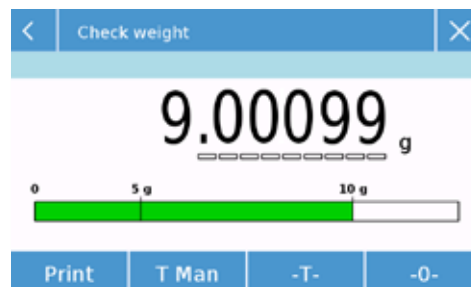 < Check weight X
9.00099 g
0 5 g 10 g
Print T Man -T- -0-